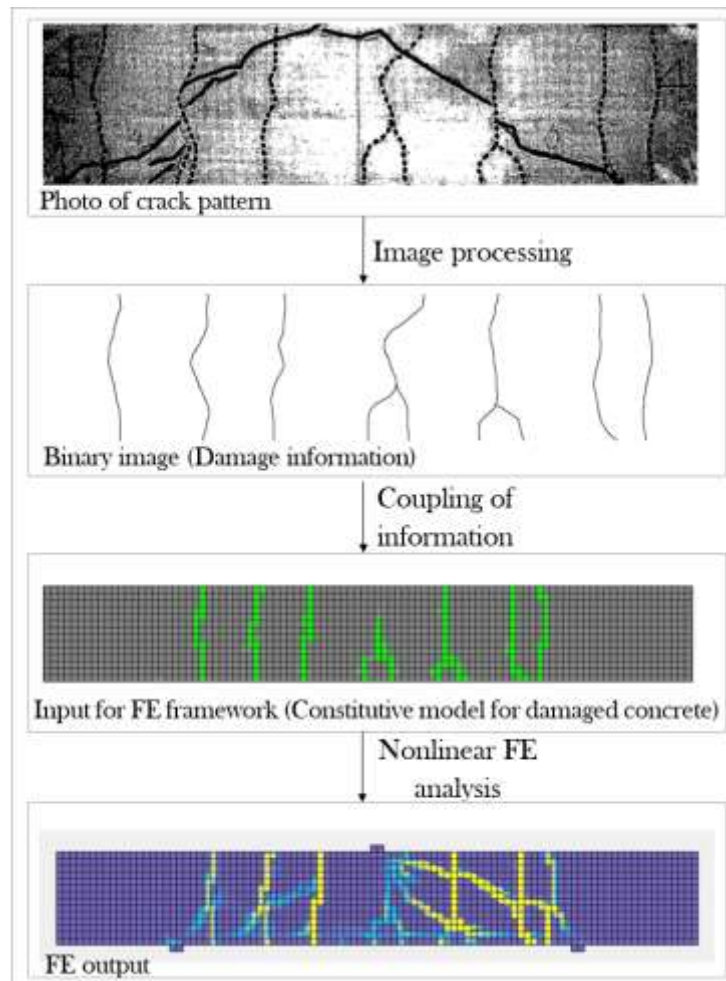 Photo of crack pattern
Image processing
Binary image (Damage information)
Coupling of
information
Input for FE framework (Constitutive model for damaged concrete)
Nonlinear FE
analysis
FE output